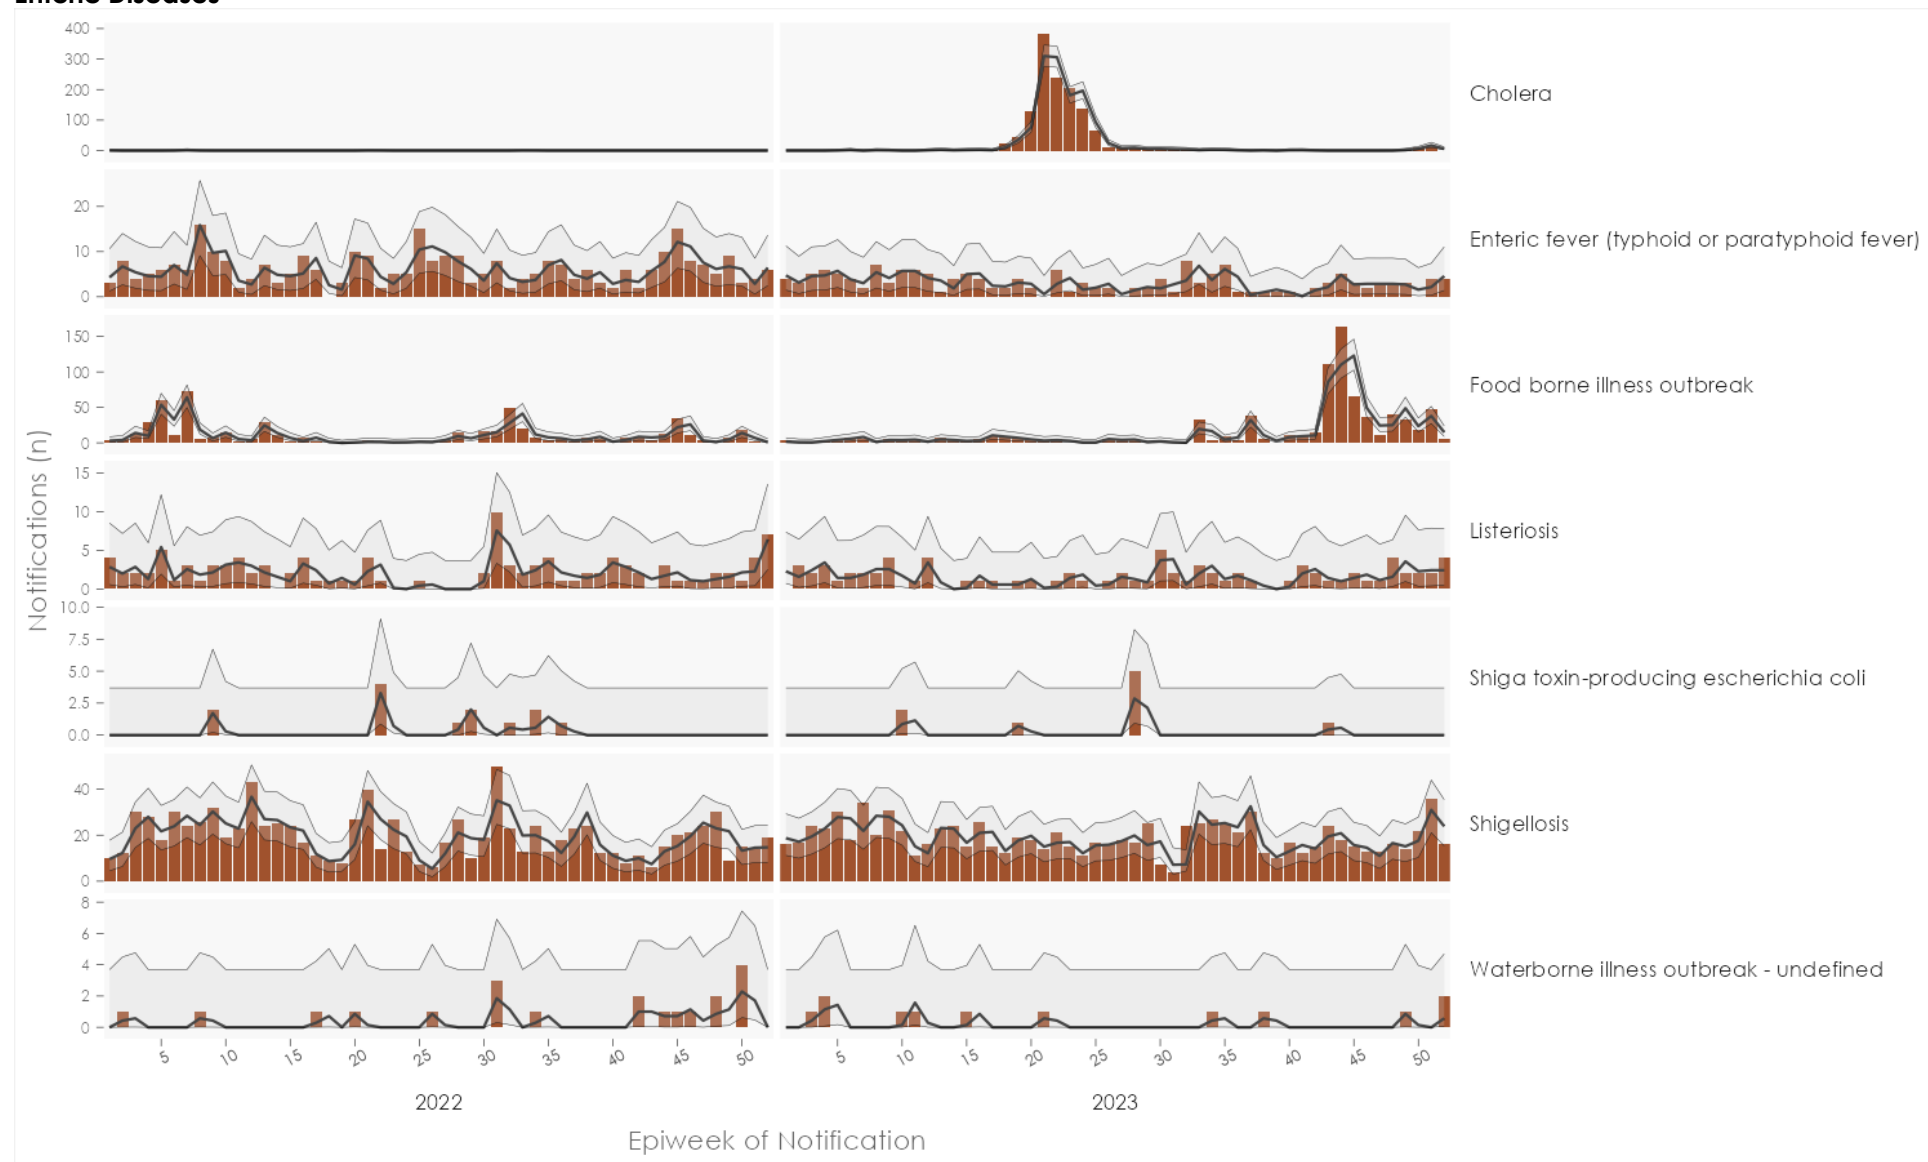 Enteric Diseases
400
300
200
100
0
Cholera
20
10
0
Enteric fever (typhoid or paratyphoid fever)
150
100
50
0
Food borne illness outbreak
15
10
5
0
Listeriosis
10.0
7.5
5.0
2.5
0.0
Shiga toxin-producing escherichia coli
40
20
0
Shigellosis
8
6
4
2
0
Waterborne illness outbreak - undefined
Notifications (n)
5 10 15 20 25 30 35 40 45 50 5 10 15 20 25 30 35 40 45 50
2022 2023
Epiweek of Notification